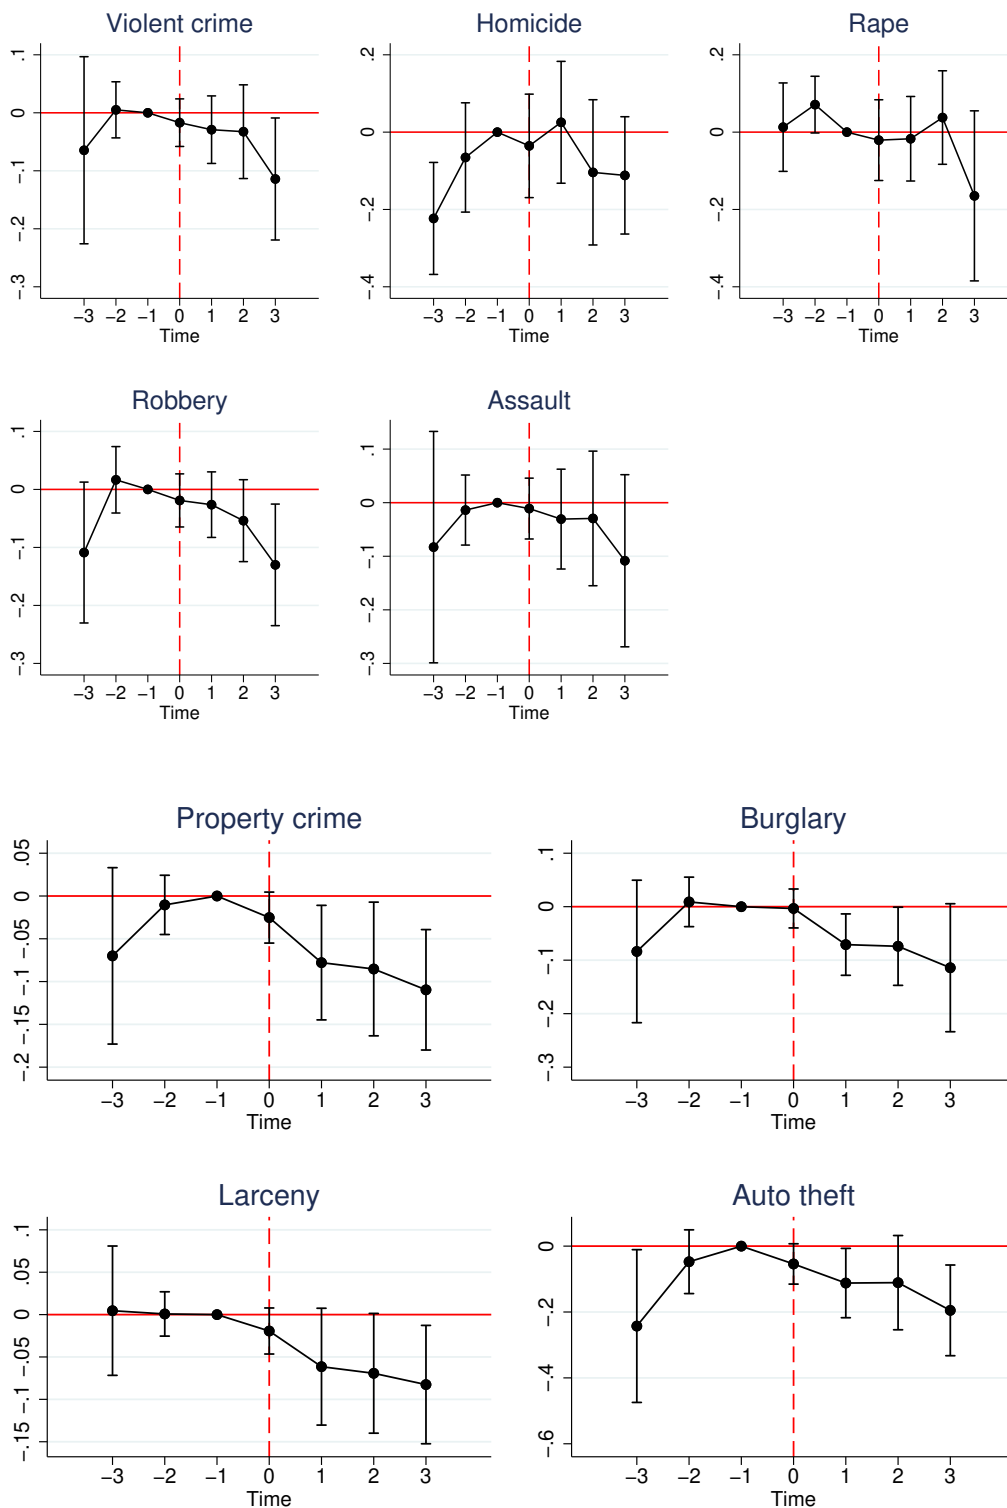 Violent crime
.1
0
−.1
−.2
−.3
−3 −2 −1 0 1 2 3
Time
Homicide
.2
0
−.2
−.4
−3 −2 −1 0 1 2 3
Time
Rape
.2
0
−.2
−.4
−3 −2 −1 0 1 2 3
Time
Robbery
.1
0
−.1
−.2
−.3
−3 −2 −1 0 1 2 3
Time
Assault
.1
0
−.1
−.2
−.3
−3 −2 −1 0 1 2 3
Time
Property crime
.05
0
−.05
−.1
−.15
−.2
−3 −2 −1 0 1 2 3
Time
Burglary
.1
0
−.1
−.2
−.3
−3 −2 −1 0 1 2 3
Time
Larceny
.1
.05
0
−.05
−.1
−.15
−3 −2 −1 0 1 2 3
Time
Auto theft
0
−.2
−.4
−.6
−3 −2 −1 0 1 2 3
Time